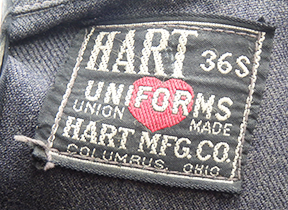 HART 36S
UNIFORMS
UNION MADE
HART MFG. CO.
COLUMBUS, OHIO